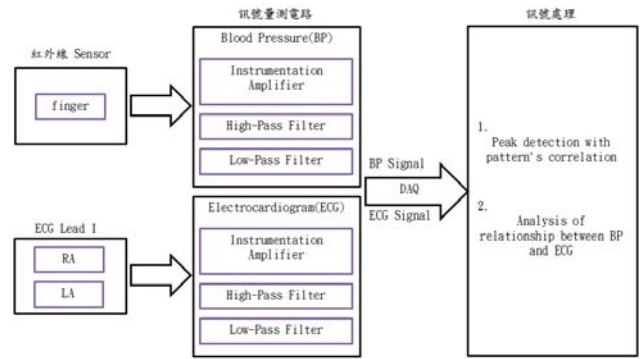 訊號量測電路
訊號處理
紅外線 Sensor
finger
Blood Pressure(BP)
Instrumentation
Amplifier
High-Pass Filter
Low-Pass Filter
BP Signal
DAQ
ECG Signal
ECG Lead I
RA
LA
Electrocardiogram(ECG)
Instrumentation
Amplifier
High-Pass Filter
Low-Pass Filter
1.
Peak detection with
pattern's correlation
2.
Analysis of
relationship between BP
and ECG